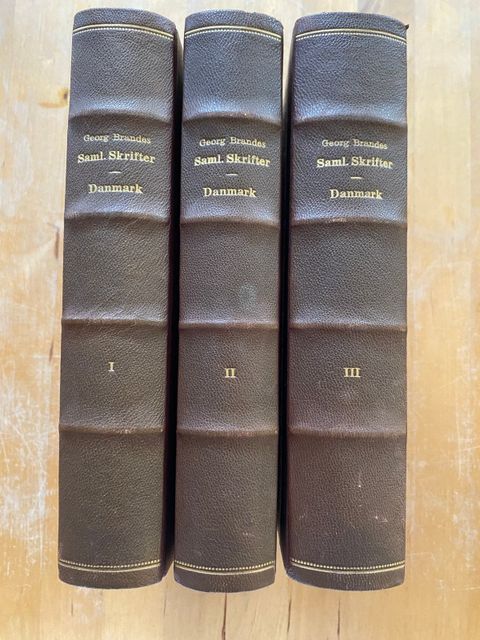 Georg Brandes
Saml. Skrifter
Danmark
I
Georg Brandes
Saml. Skrifter
Danmark
II
Georg Brandes
Saml. Skrifter
Danmark
III